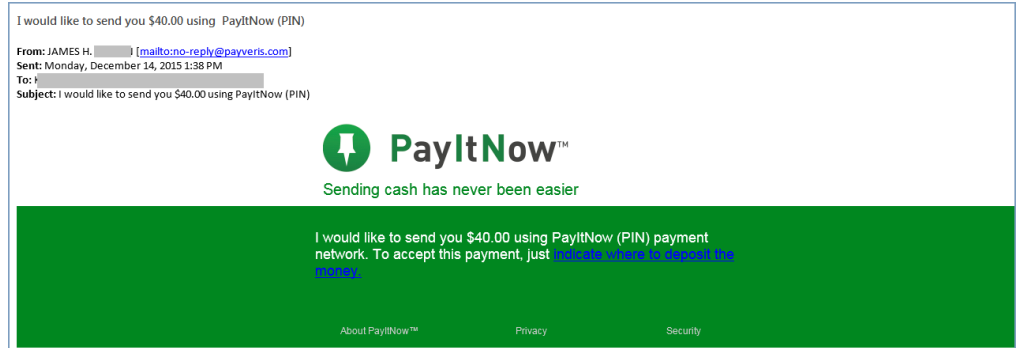 I would like to send you $40.00 using PayItNow (PIN)
From: JAMES H. [mailto:no-reply@payveris.com]
Sent: Monday, December 14, 2015 1:38 PM
To:
Subject: I would like to send you $40.00 using PayItNow (PIN)
PayItNow™
Sending cash has never been easier
I would like to send you $40.00 using PayItNow (PIN) payment
network. To accept this payment, just indicate where to deposit the
money.
About PayItNow™ Privacy Security